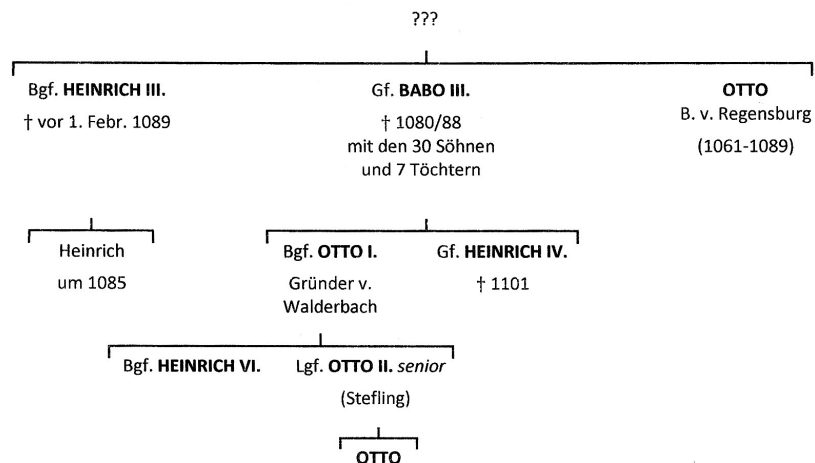 ???
Bgf. HEINRICH III.
† vor 1. Febr. 1089
Gf. BABO III.
† 1080/88
mit den 30 Söhnen
und 7 Töchtern
OTTO
B. v. Regensburg
(1061-1089)
Heinrich
um 1085
Bgf. OTTO I.
Gründer v.
Walderbach
Gf. HEINRICH IV.
† 1101
Bgf. HEINRICH VI.
Lgf. OTTO II. senior
(Stefling)
OTTO